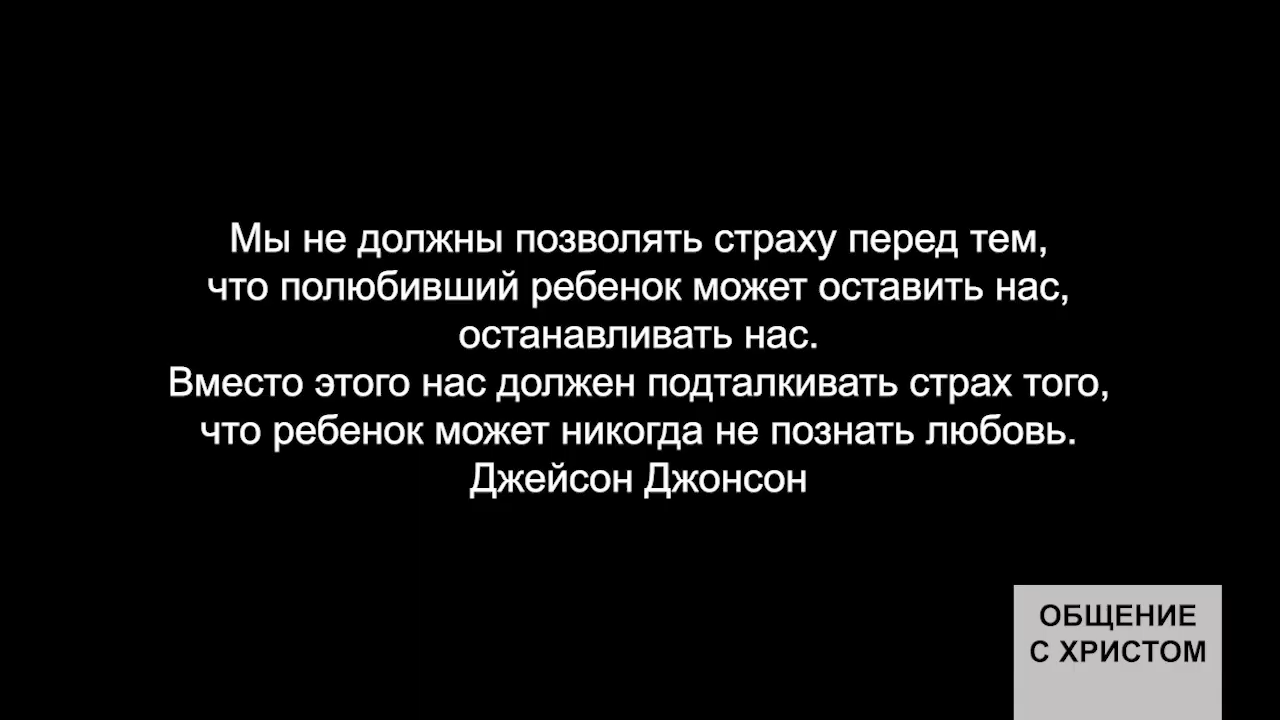 Мы не должны позволять страху перед тем,
что полюбивший ребенок может оставить нас,
останавливать нас.
Вместо этого нас должен подталкивать страх того,
что ребенок может никогда не познать любовь.
Джейсон Джонсон
ОБЩЕНИЕ
С ХРИСТОМ